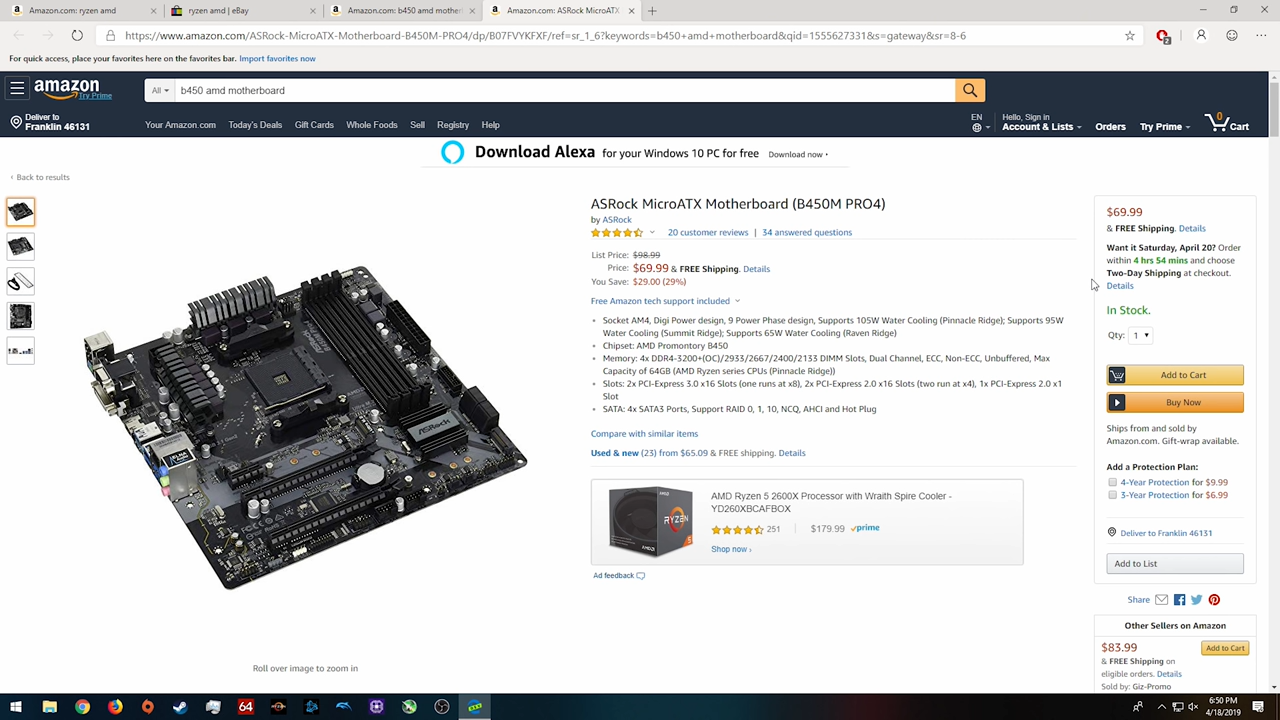 Amazon.com: ryzen amd
ryzen amd | eBay
Amazon.com: b450 amd mother
Amazon.com: ASRock MicroATX
https://www.amazon.com/ASRock-MicroATX-Motherboard-B450M-PRO4/dp/B07FVYKFXF/ref=sr_1_6?keywords=b450+amd+motherboard&qid=1555627331&s=gateway&sr=8-6
2
For quick access, place your favorites here on the favorites bar. Import favorites now
amazon
Try Prime
All
b450 amd motherboard
Deliver to
Franklin 46131
Your Amazon.com
Today's Deals
Gift Cards
Whole Foods
Sell
Registry
Help
EN
Hello, Sign in
Account & Lists
Orders
Try Prime
0
Cart
Download Alexa for your Windows 10 PC for free Download now ›
‹ Back to results
ASRock MicroATX Motherboard (B450M PRO4)
by ASRock
20 customer reviews | 34 answered questions
List Price: $98.99
Price: $69.99 & FREE Shipping. Details
You Save: $29.00 (29%)
Free Amazon tech support included
• Socket AM4, Digi Power design, 9 Power Phase design, Supports 105W Water Cooling (Pinnacle Ridge); Supports 95W
Water Cooling (Summit Ridge); Supports 65W Water Cooling (Raven Ridge)
• Chipset: AMD Promontory B450
• Memory: 4x DDR4-3200+(OC)/2933/2667/2400/2133 DIMM Slots, Dual Channel, ECC, Non-ECC, Unbuffered, Max
Capacity of 64GB (AMD Ryzen series CPUs (Pinnacle Ridge))
• Slots: 2x PCI-Express 3.0 x16 Slots (one runs at x8), 2x PCI-Express 2.0 x16 Slots (two run at x4), 1x PCI-Express 2.0 x1
Slot
• SATA: 4x SATA3 Ports, Support RAID 0, 1, 10, NCQ, AHCI and Hot Plug
Compare with similar items
Used & new (23) from $65.09 & FREE shipping. Details
RYZEN
AMD Ryzen 5 2600X Processor with Wraith Spire Cooler -
YD260XBCAFBOX
251 | $179.99 prime
Shop now ›
Ad feedback
ASRock
Roll over image to zoom in
$69.99
& FREE Shipping. Details
Want it Saturday, April 20? Order
within 4 hrs 54 mins and choose
Two-Day Shipping at checkout.
Details
In Stock.
Qty: 1
Add to Cart
Buy Now
Ships from and sold by
Amazon.com. Gift-wrap available.
Add a Protection Plan:
4-Year Protection for $9.99
3-Year Protection for $6.99
Deliver to Franklin 46131
Add to List
Share
Other Sellers on Amazon
$83.99
Add to Cart
& FREE Shipping on
eligible orders. Details
Sold by: Giz-Promo
64
6:50 PM
4/18/2019